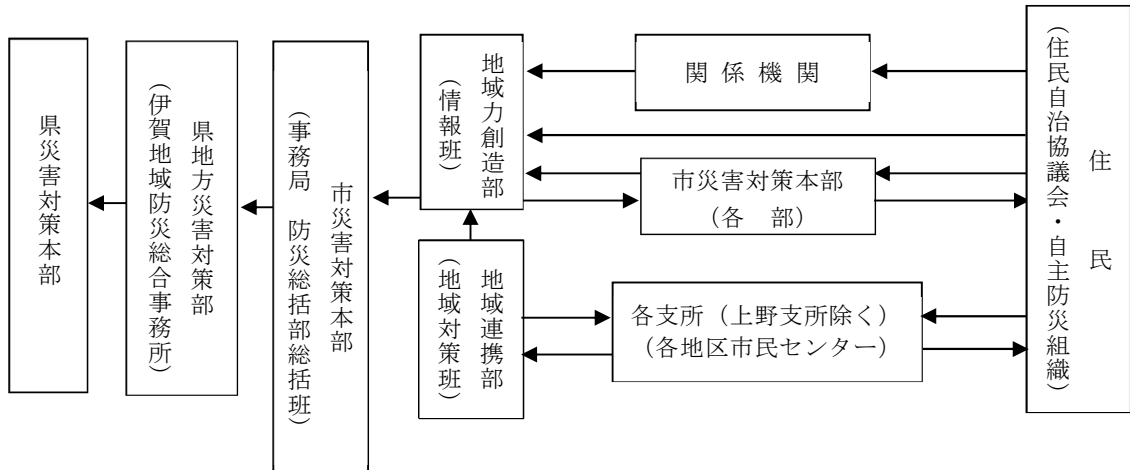 県災害対策本部
県地方災害対策部
(伊賀地域防災総合事務所)
市災害対策本部
(事務局　防災総括部総括班)
地域力創造部
(情報班)
地域連携部
(地域対策班)
関係機関
市災害対策本部
(各　部)
各支所(上野支所除く)
(各地区市民センター)
住　民
(住民自治協議会・自主防災組織)